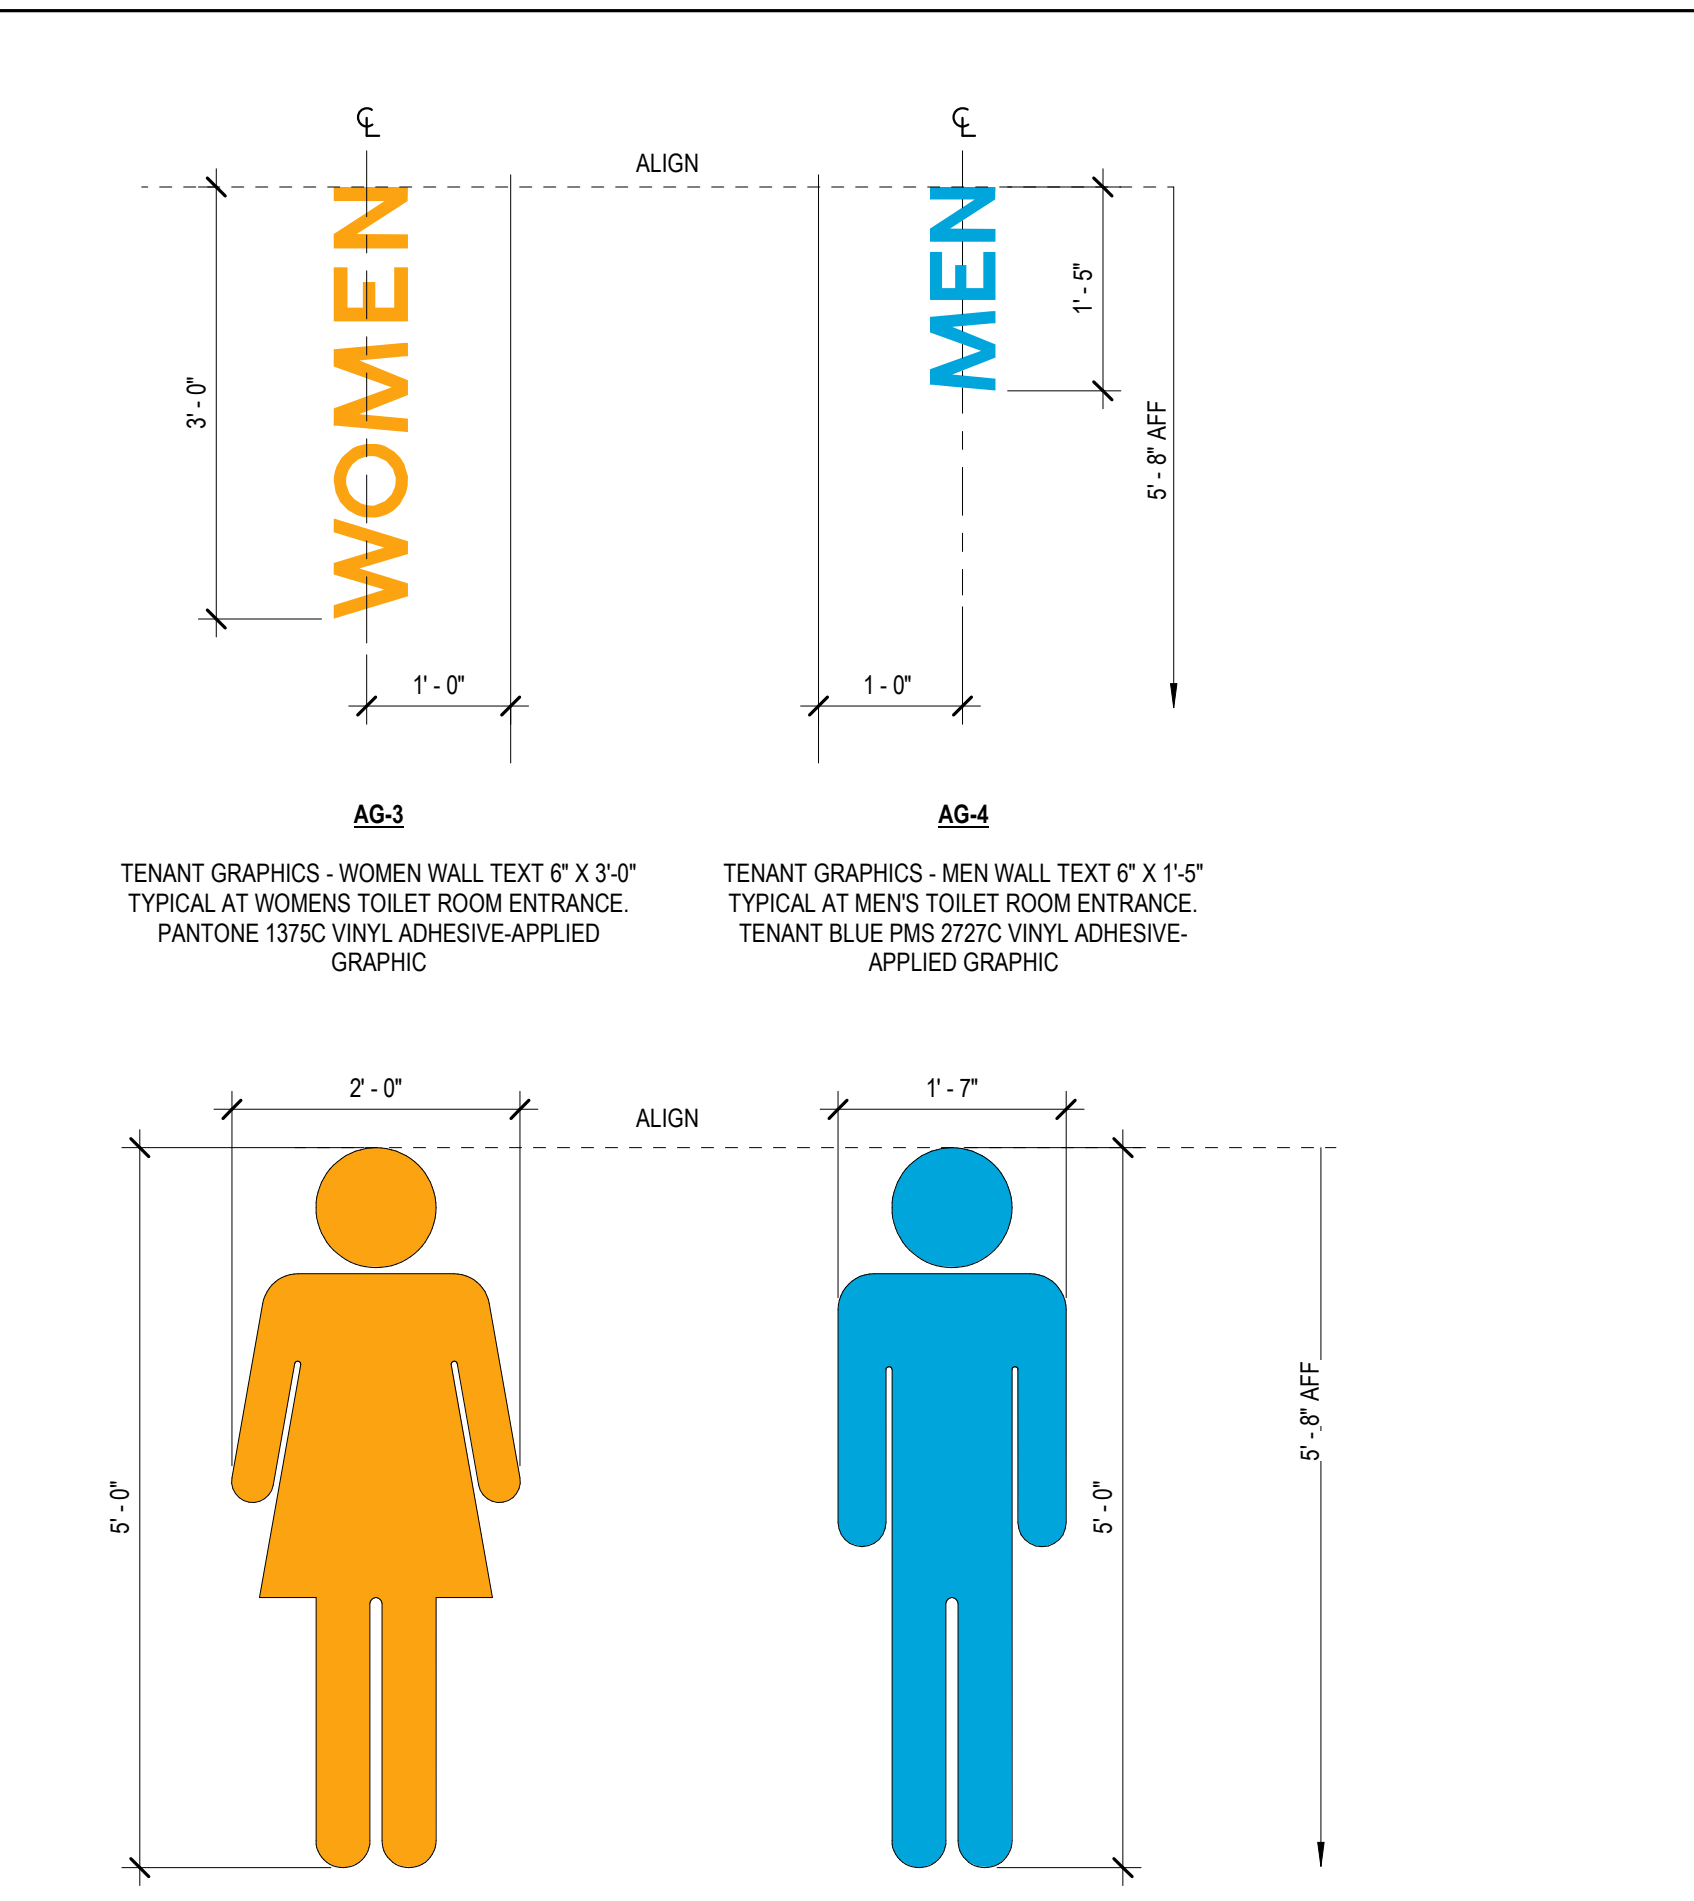 ℄
℄
ALIGN
WOMEN
MEN
3' - 0"
1' - 5"
5' - 8" AFF
1' - 0"
1 - 0"
AG-3
TENANT GRAPHICS - WOMEN WALL TEXT 6" X 3'-0"
TYPICAL AT WOMENS TOILET ROOM ENTRANCE.
PANTONE 1375C VINYL ADHESIVE-APPLIED
GRAPHIC
AG-4
TENANT GRAPHICS - MEN WALL TEXT 6" X 1'-5"
TYPICAL AT MEN'S TOILET ROOM ENTRANCE.
TENANT BLUE PMS 2727C VINYL ADHESIVE-
APPLIED GRAPHIC
2' - 0"
ALIGN
1' - 7"
5' - 0"
5' - 0"
5' - 8" AFF